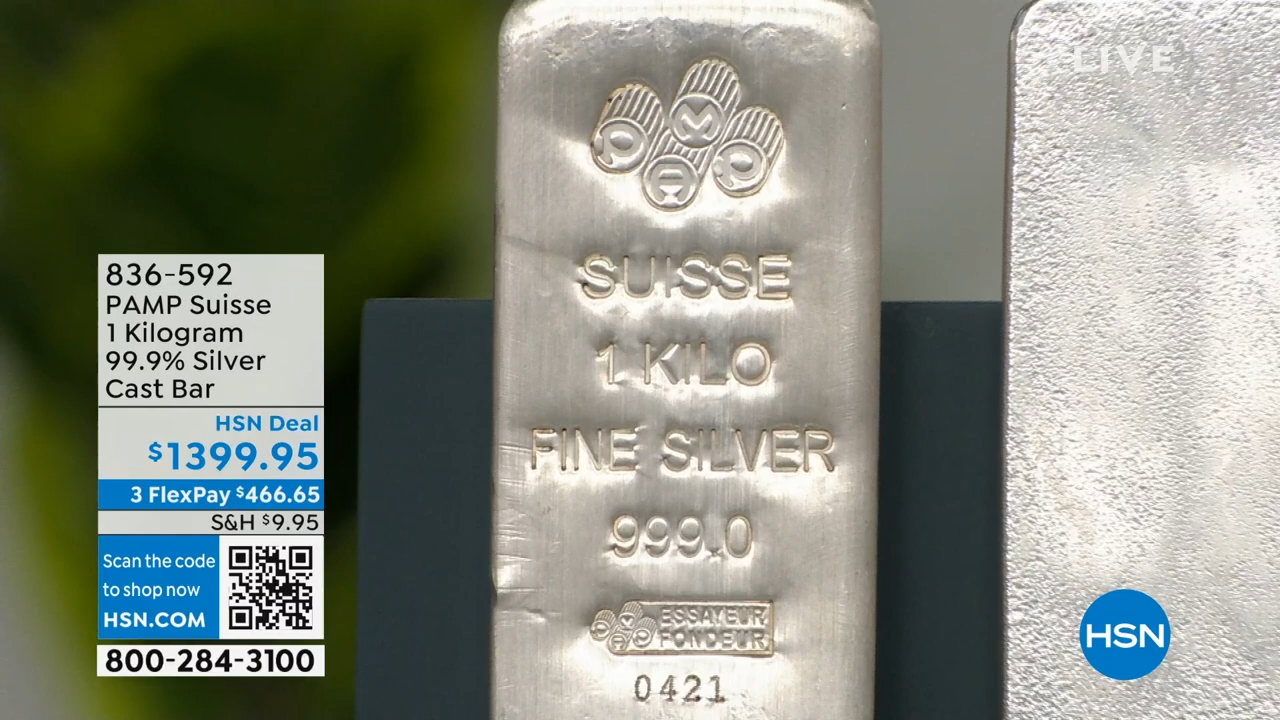 LIVE
836-592
PAMP Suisse
1 Kilogram
99.9% Silver
Cast Bar
HSN Deal
$1399.95
3 FlexPay $466.65
S&H $9.95
Scan the code
to shop now
HSN.COM
800-284-3100
PAMP
SUISSE
1 KILO
FINE SILVER
999.0
PAMP ESSAYEUR
FONDEUR
0421
HSN